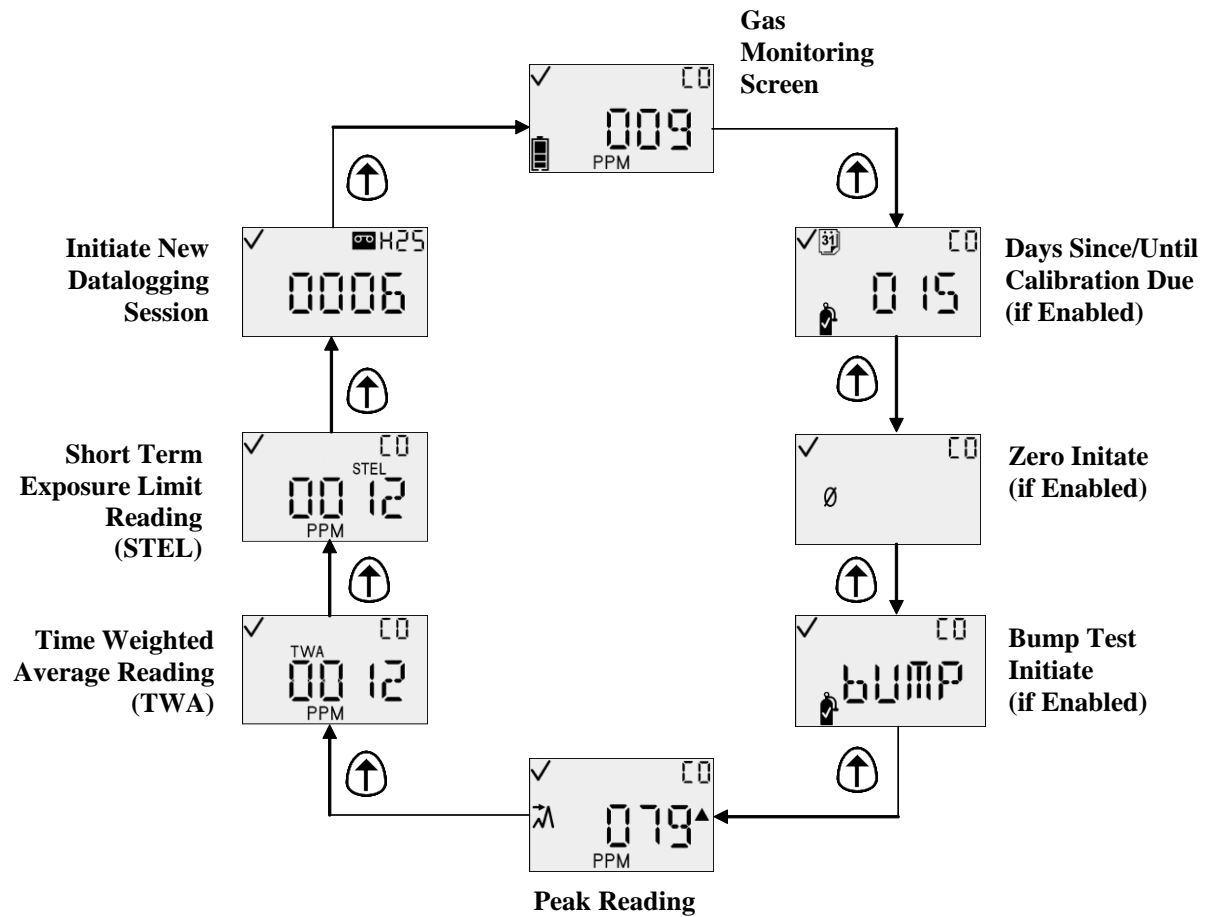 Gas
Monitoring
Screen
CO
009
PPM
31
CO
015
Days Since/Until
Calibration Due
(if Enabled)
CO
Ø
Zero Initate
(if Enabled)
CO
bUMP
Bump Test
Initiate
(if Enabled)
CO
079
PPM
Peak Reading
CO
TWA
0012
PPM
Time Weighted
Average Reading
(TWA)
CO
STEL
0012
PPM
Short Term
Exposure Limit
Reading
(STEL)
H2S
0006
Initiate New
Datalogging
Session